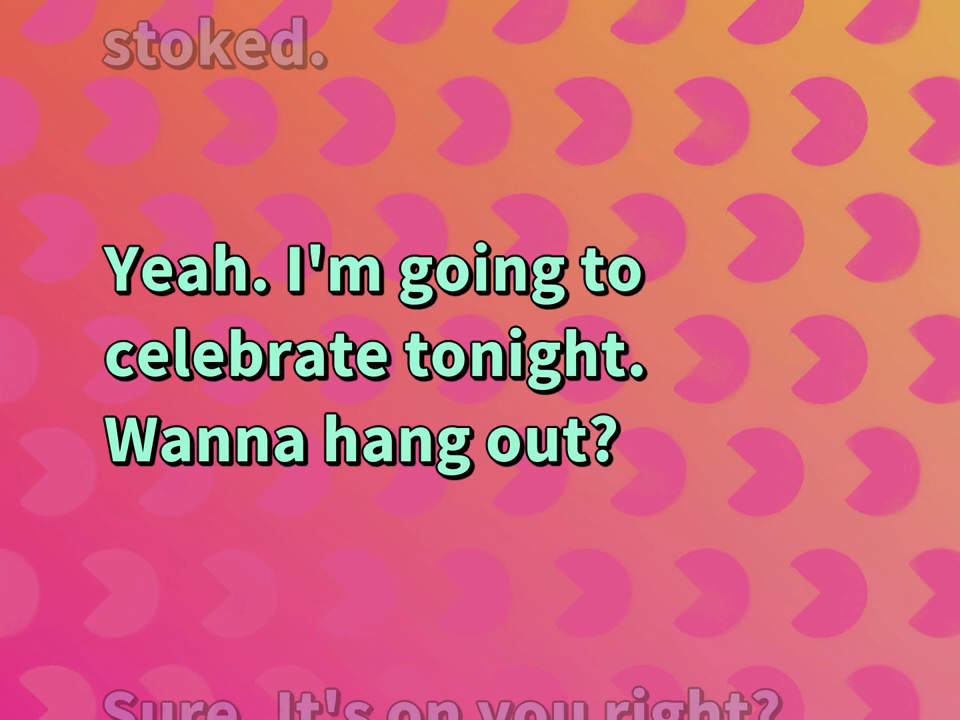 stoked.
Yeah. I'm going to
celebrate tonight.
Wanna hang out?
Sure. It's on you right?